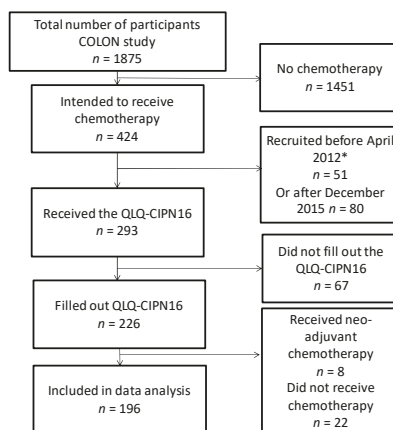 Total number of participants
COLON study
n = 1875
No chemotherapy
n = 1451
Intended to receive
chemotherapy
n = 424
Recruited before April
2012*
n = 51
Or after December
2015 n = 80
Received the QLQ-CIPN16
n = 293
Did not fill out the
QLQ-CIPN16
n = 67
Filled out QLQ-CIPN16
n = 226
Received neo-
adjuvant
chemotherapy
n = 8
Did not receive
chemotherapy
n = 22
Included in data analysis
n = 196